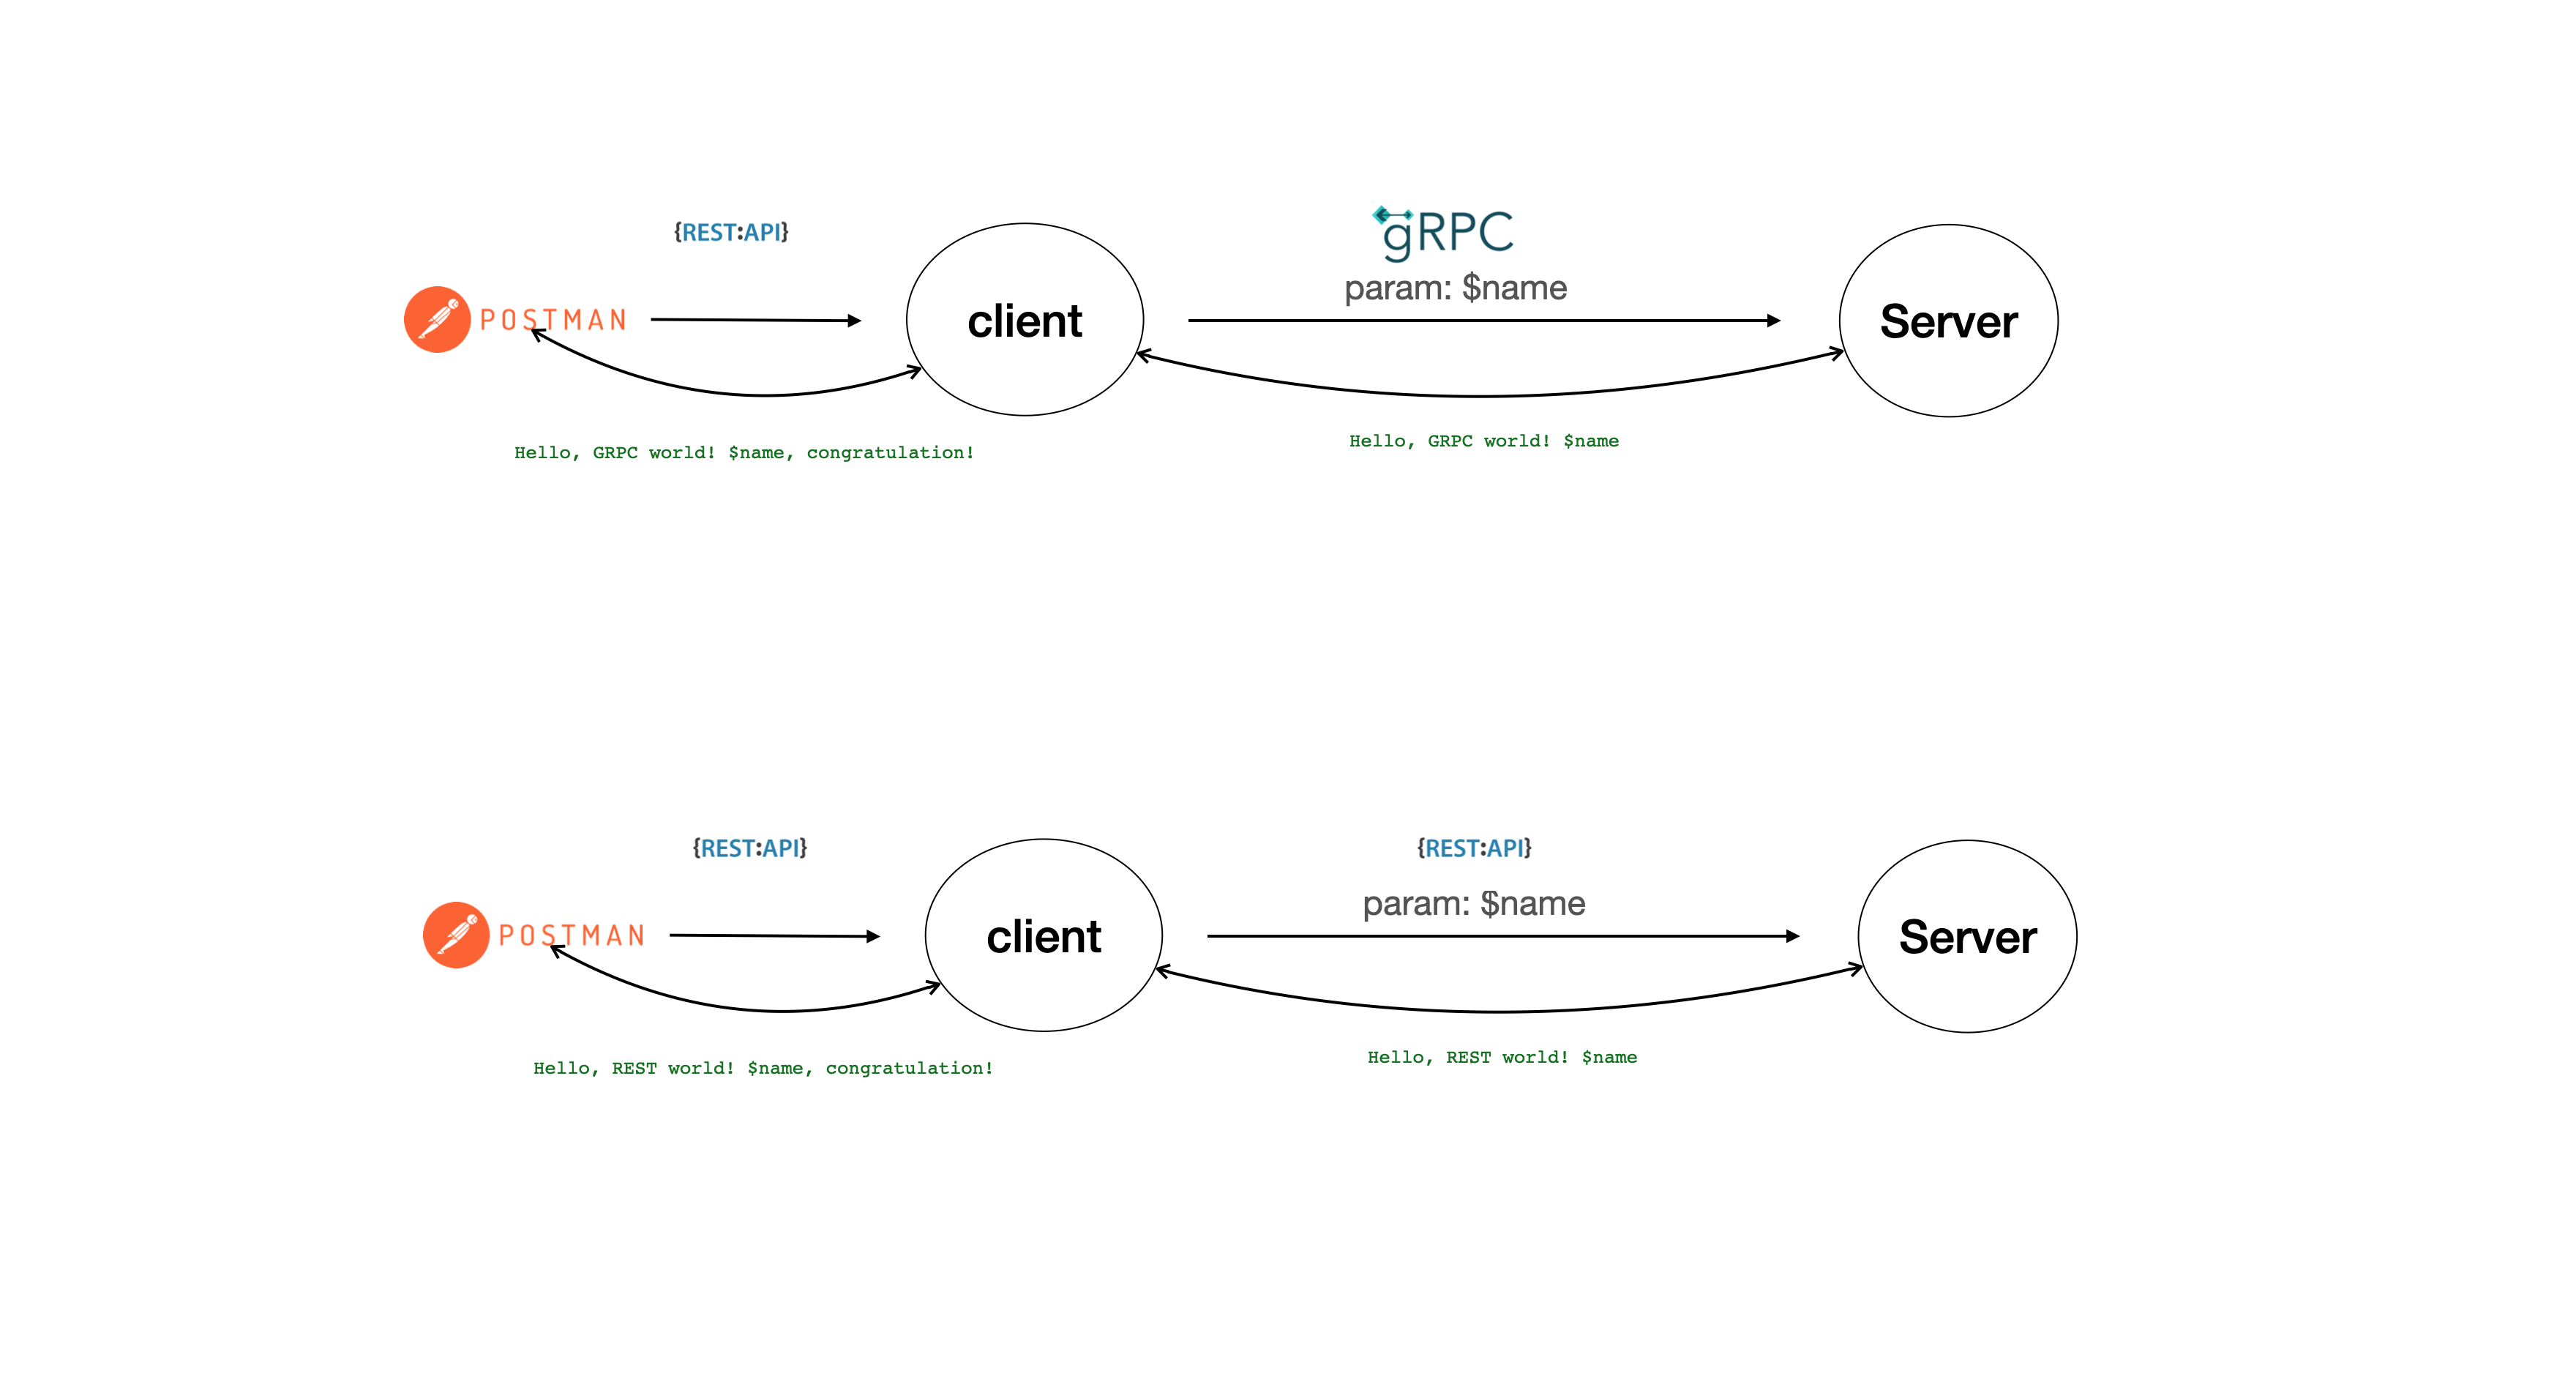 {REST:API}
gRPC
param: $name
POSTMAN
client
Server
Hello, GRPC world! $name, congratulation!
Hello, GRPC world! $name
{REST:API}
{REST:API}
param: $name
POSTMAN
client
Server
Hello, REST world! $name, congratulation!
Hello, REST world! $name